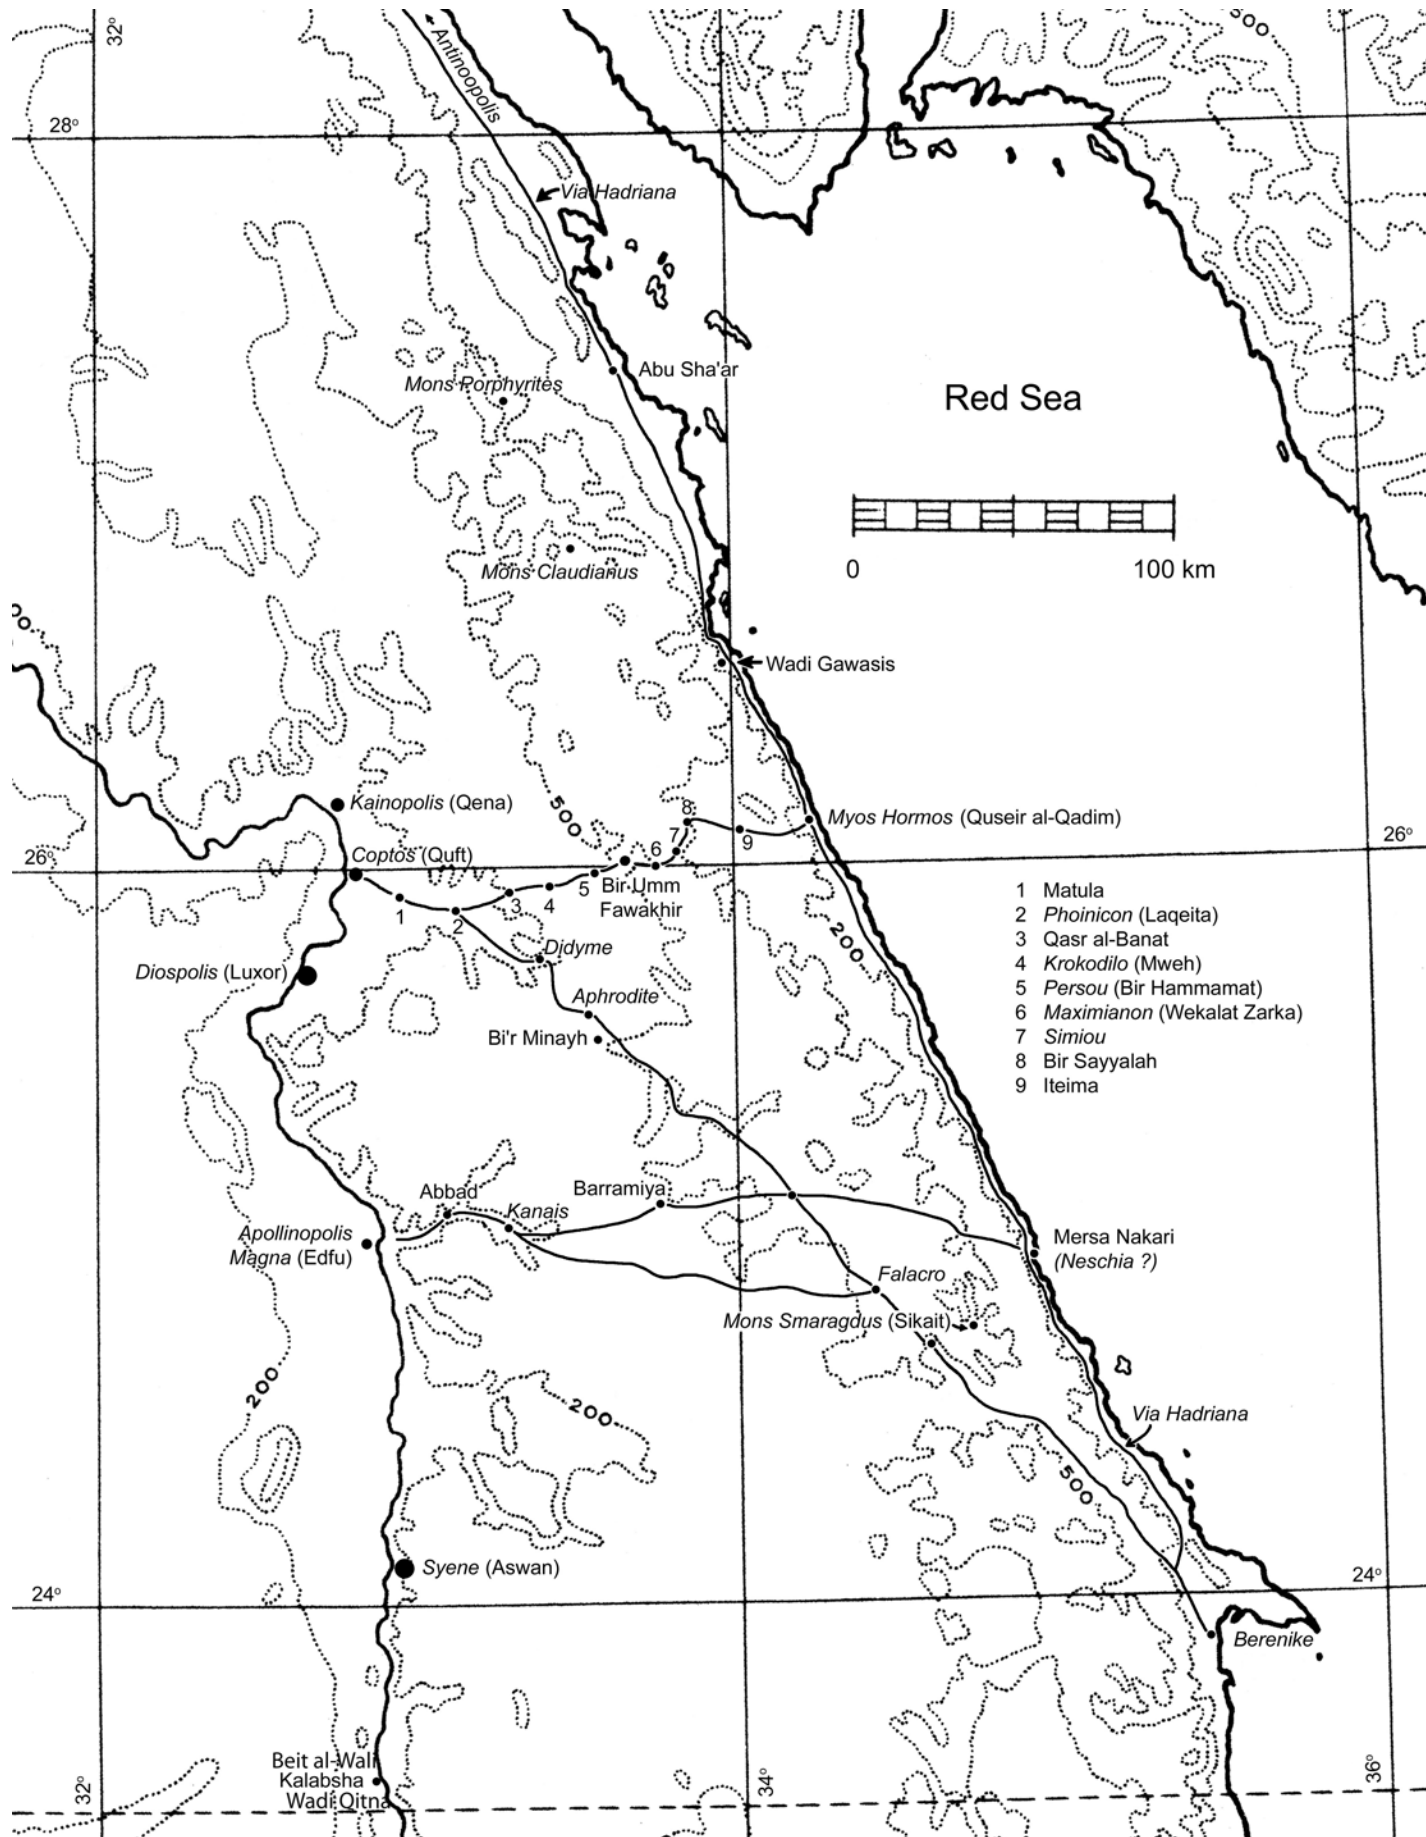 32°
500
Antinoopolis
28°
Via Hadriana
Abu Sha'ar
Mons Porphyrites
Red Sea
0
100 km
Mons Claudianus
Wadi Gawasis
Kainopolis (Qena)
500
8
Myos Hormos (Quseir al-Qadim)
7
9
6
26°
Coptos (Quft)
26°
5
Bir Umm
Fawakhir
4
3
1
2
1 Matula
2 Phoinicon (Laqeita)
3 Qasr al-Banat
4 Krokodilo (Mweh)
5 Persou (Bir Hammamat)
6 Maximianon (Wekalat Zarka)
7 Simiou
8 Bir Sayyalah
9 Iteima
200
Didyme
Diospolis (Luxor)
Aphrodite
Bi'r Minayh
Barramiya
Abbad
Kanais
Apollinopolis
Magna (Edfu)
Mersa Nakari
(Neschia ?)
Falacro
Mons Smaragdus (Sikait)
200
200
Via Hadriana
500
Syene (Aswan)
24°
24°
Berenike
Beit al-Wali
Kalabsha
Wadi Qitna
32°
34°
36°